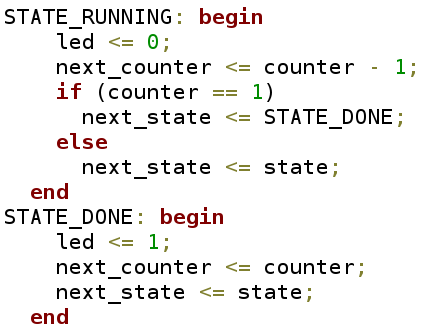 STATE_RUNNING: begin
    led <= 0;
    next_counter <= counter - 1;
    if (counter == 1)
      next_state <= STATE_DONE;
    else
      next_state <= state;
  end
STATE_DONE: begin
    led <= 1;
    next_counter <= counter;
    next_state <= state;
  end